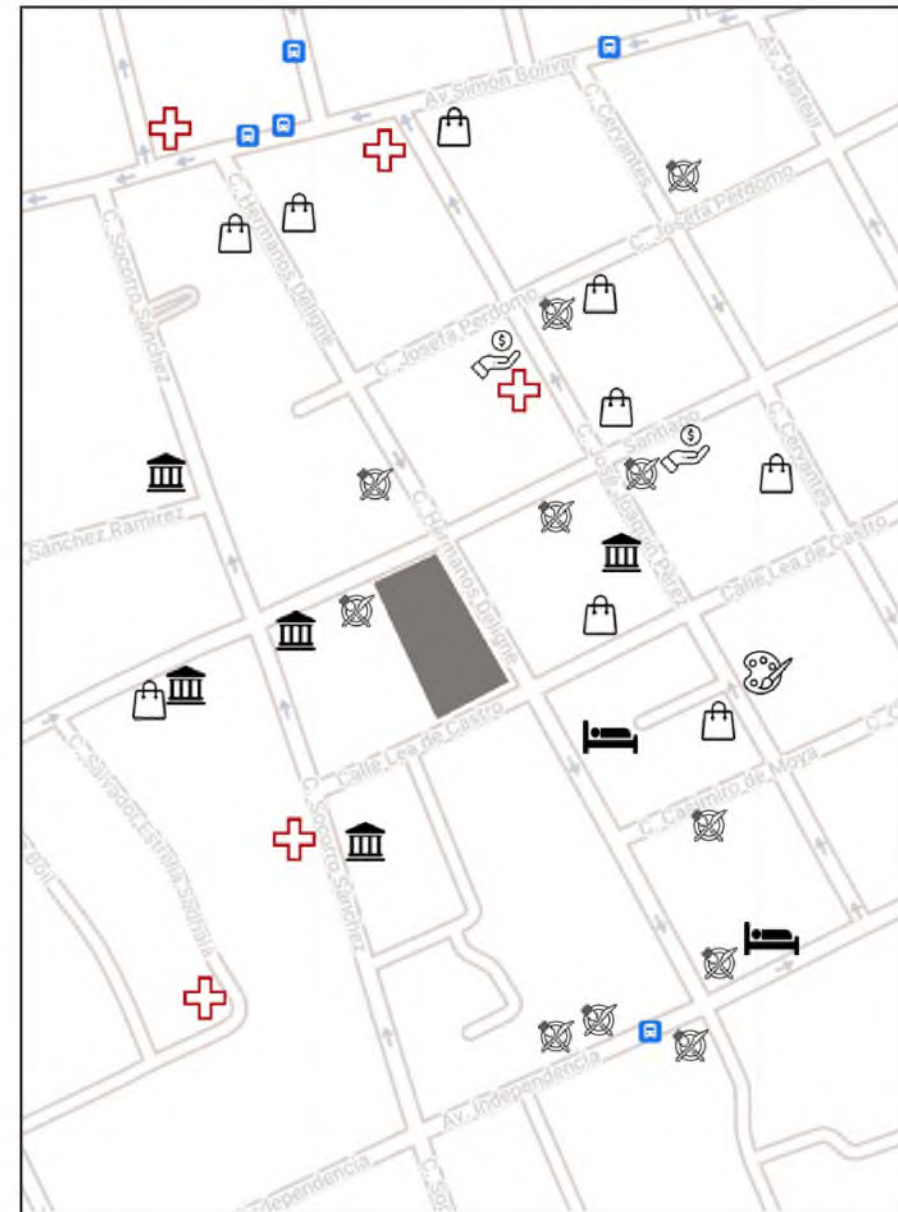 Av. Pasteur
Av Simón Bolívar
C. Cervantes
C. Hermanos Deligne
C. Josefa Perdomo
C. Socorro Sánchez
C. Josefa Perdomo
$
Santiago
$
C. Cervantes
C. Hermanos Deligne
C. José Joaquín Pérez
Sánchez Ramírez
Calle Lea de Castro
Calle Lea de Castro
C. Salvador Estrella Sadhalá
C. Casimiro de Moya
C. Socorro Sánchez
Av. Independencia